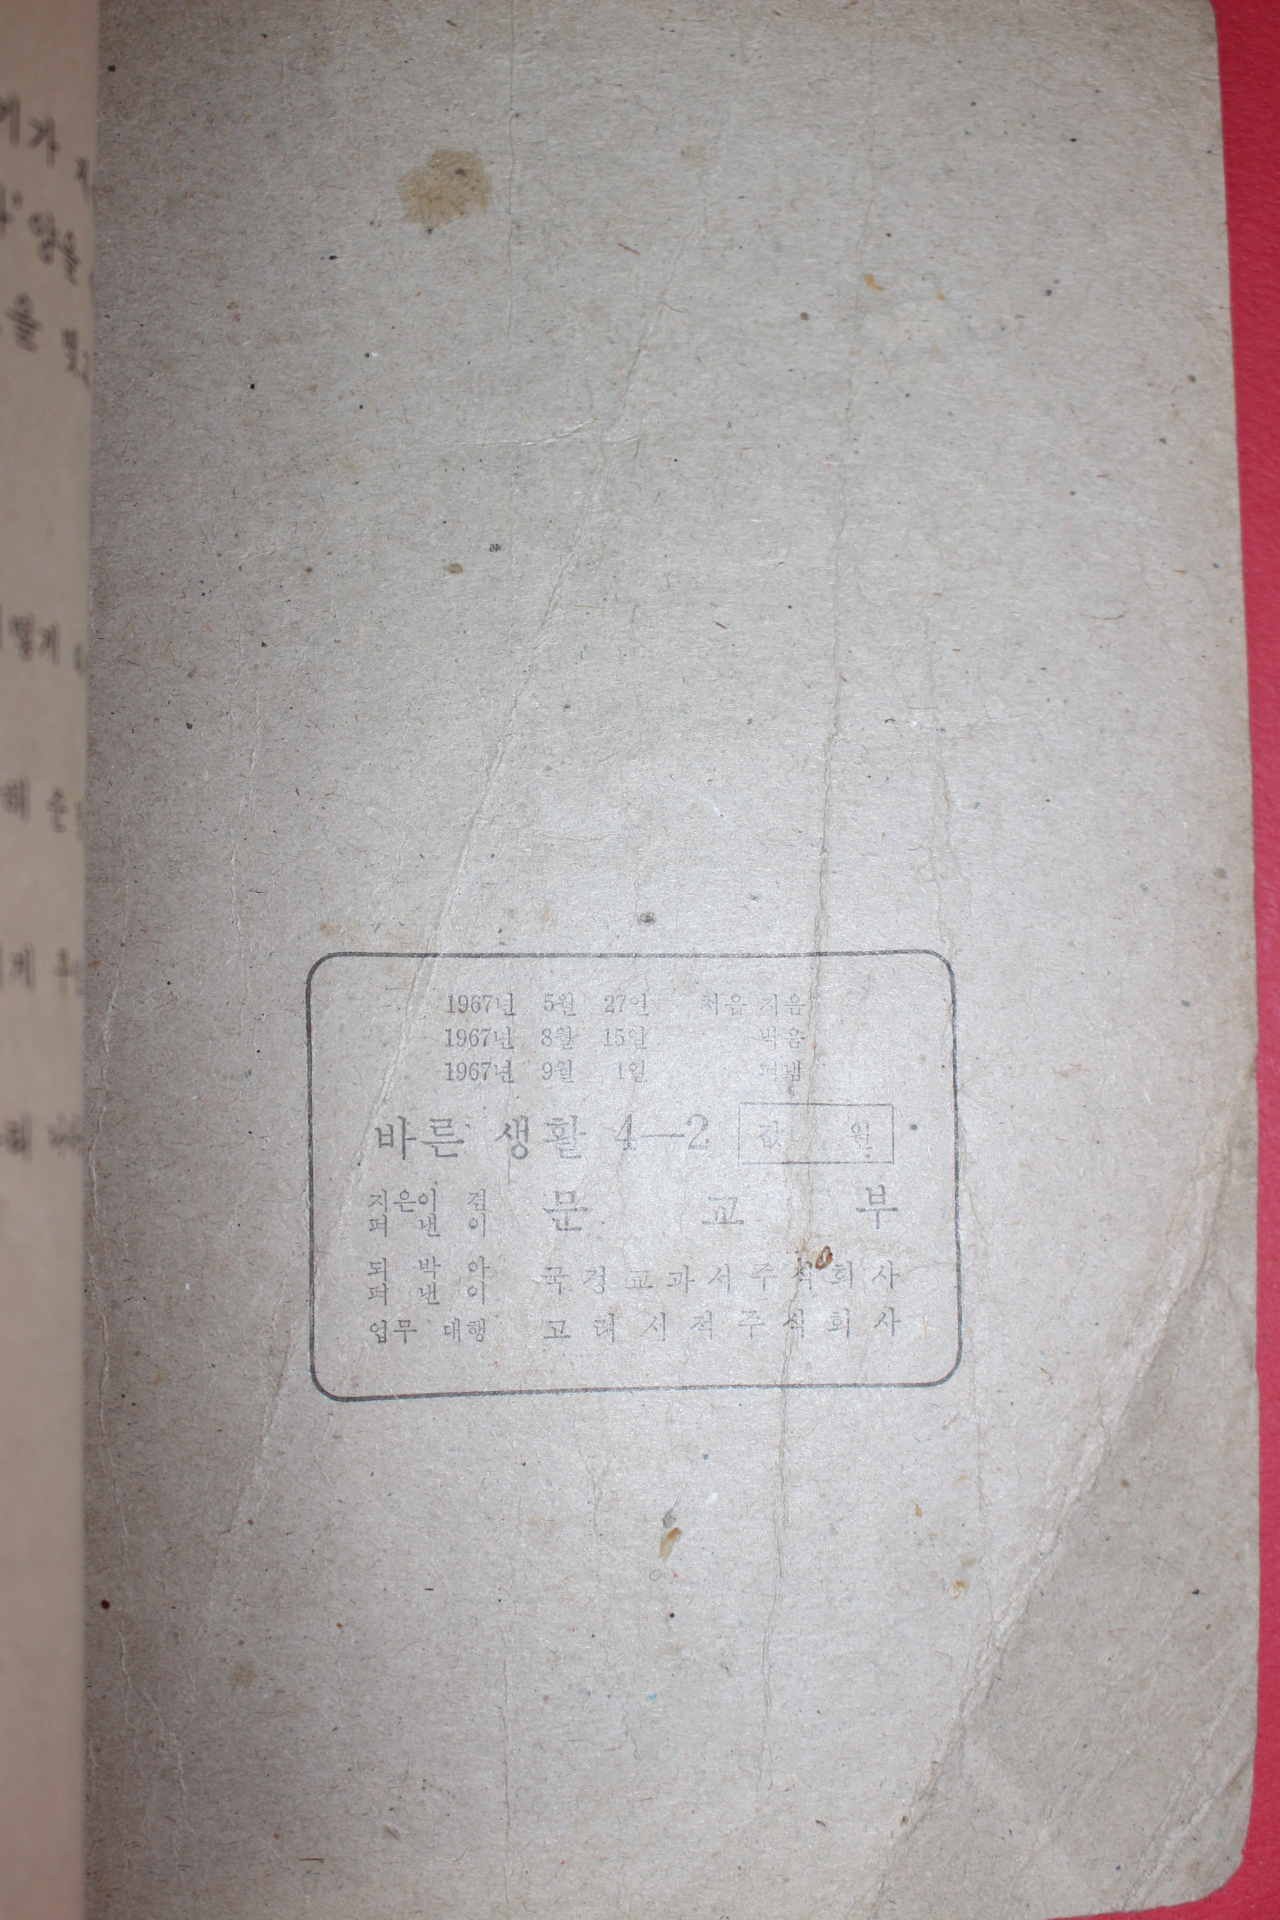 1967년 5월 27일 처음 지음
1967년 8월 15일 박음
1967년 9월 1일 펴냄
바른 생활 4—2 값 원
지은이 겸
펴 낸 이
문 교 부
되 박 아
펴 낸 이
국정교과서주식회사
업무 대행 고려서적주식회사